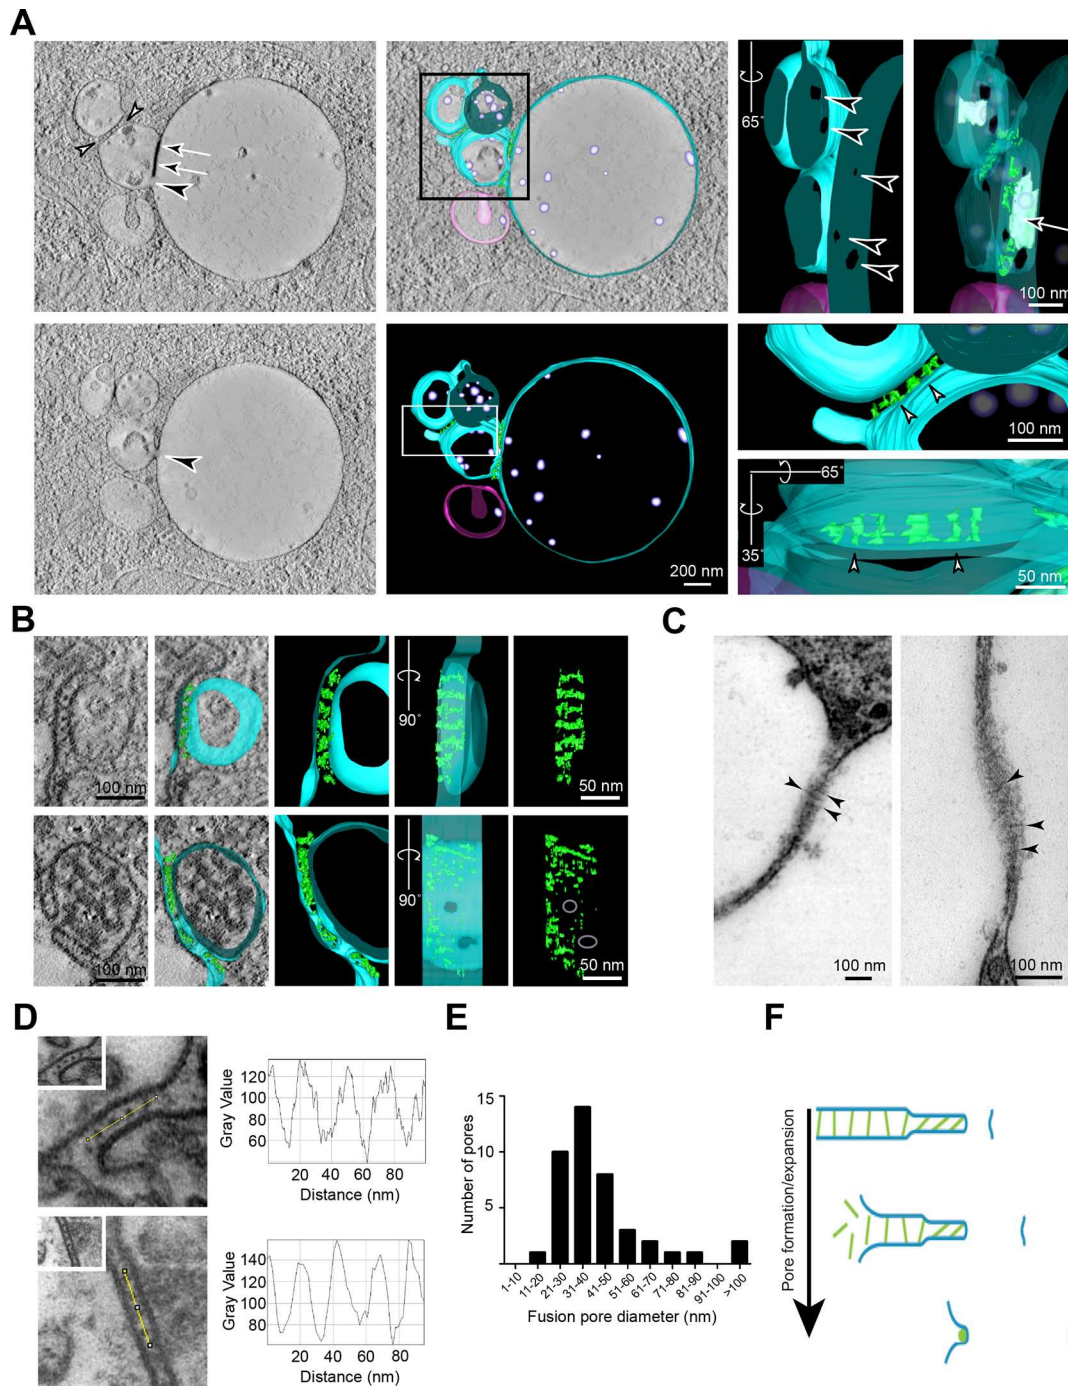 A
65°
100 nm
100 nm
200 nm
65°
35°
50 nm
B
C
100 nm
90°
50 nm
100 nm
90°
50 nm
100 nm
100 nm
D
E
F
Gray Value
120
100
80
60
20 40 60 80
Distance (nm)
Gray Value
140
120
100
80
20 40 60 80
Distance (nm)
Number of pores
15
10
5
1-10
11-20
21-30
31-40
41-50
51-60
61-70
71-80
81-90
91-100
>100
Fusion pore diameter (nm)
Pore formation/expansion